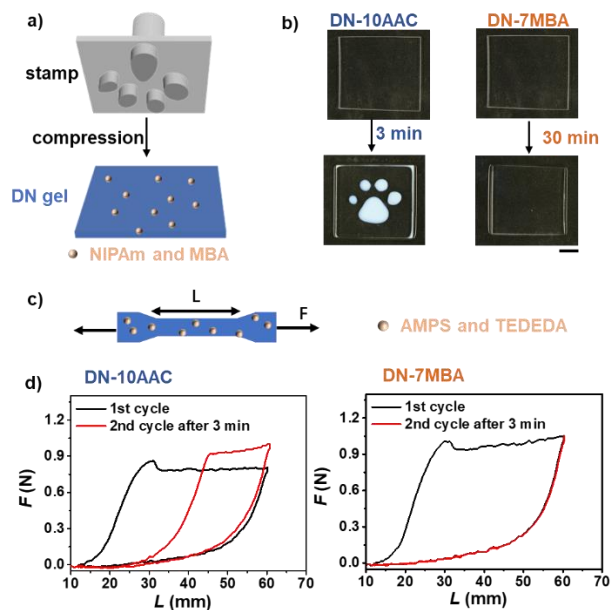 a)
stamp
compression
DN gel
NIPAm and MBA
b)
DN-10AAC
DN-7MBA
3 min
30 min
c)
L
F
AMPS and TEDEDA
d)
DN-10AAC
1st cycle
2nd cycle after 3 min
F (N)
1.2
0.9
0.6
0.3
0.0
10 20 30 40 50 60 70
L (mm)
DN-7MBA
1st cycle
2nd cycle after 3 min
F (N)
1.2
0.9
0.6
0.3
0.0
10 20 30 40 50 60 70
L (mm)